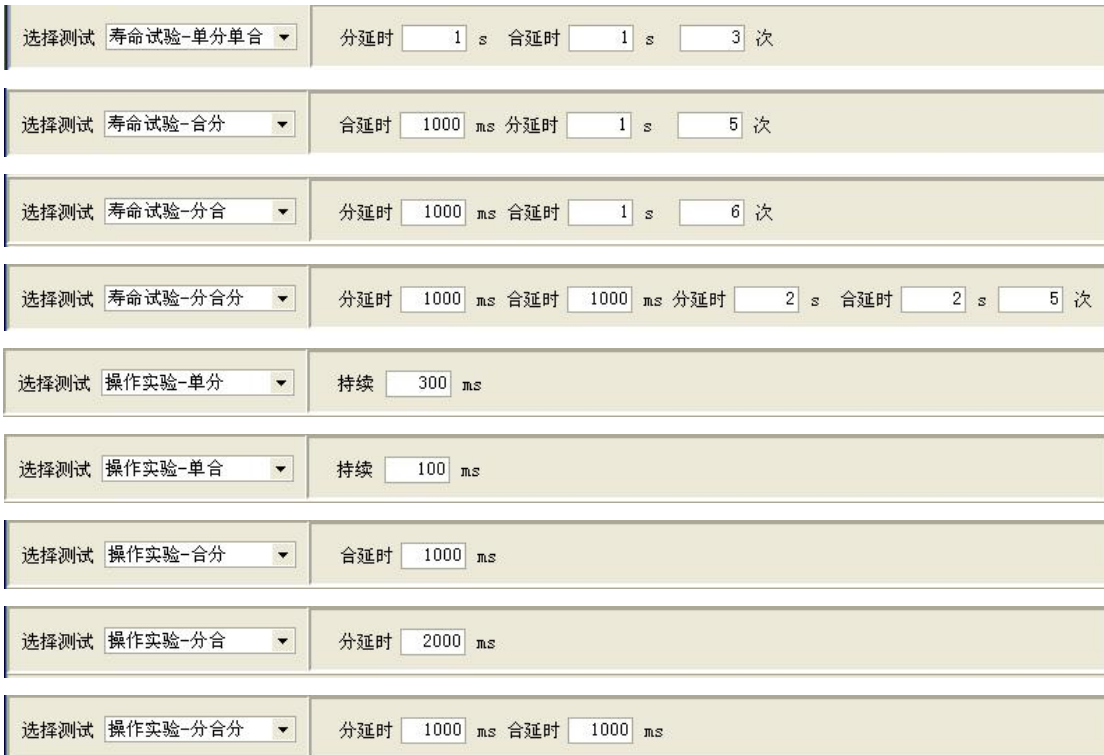 选择测试 寿命试验-单分单合 分延时 1 s 合延时 1 s 3 次
选择测试 寿命试验-合分 合延时 1000 ms 分延时 1 s 5 次
选择测试 寿命试验-分合 分延时 1000 ms 合延时 1 s 6 次
选择测试 寿命试验-分合分 分延时 1000 ms 合延时 1000 ms 分延时 2 s 合延时 2 s 5 次
选择测试 操作实验-单分 持续 300 ms
选择测试 操作实验-单合 持续 100 ms
选择测试 操作实验-合分 合延时 1000 ms
选择测试 操作实验-分合 分延时 2000 ms
选择测试 操作实验-分合分 分延时 1000 ms 合延时 1000 ms